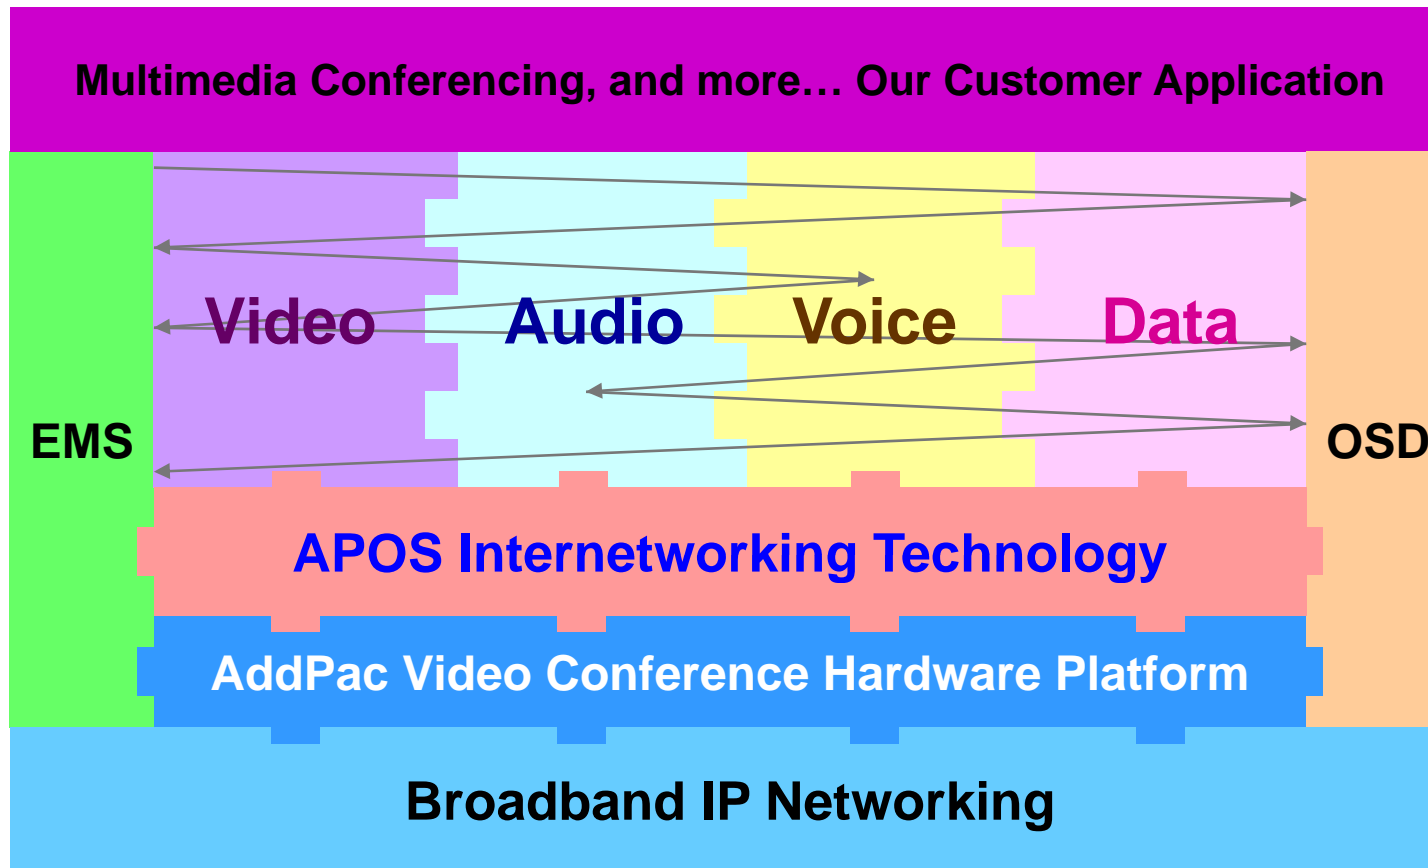 Multimedia Conferencing, and more… Our Customer Application
Video Audio Voice Data
EMS
OSD
APOS Internetworking Technology
AddPac Video Conference Hardware Platform
Broadband IP Networking